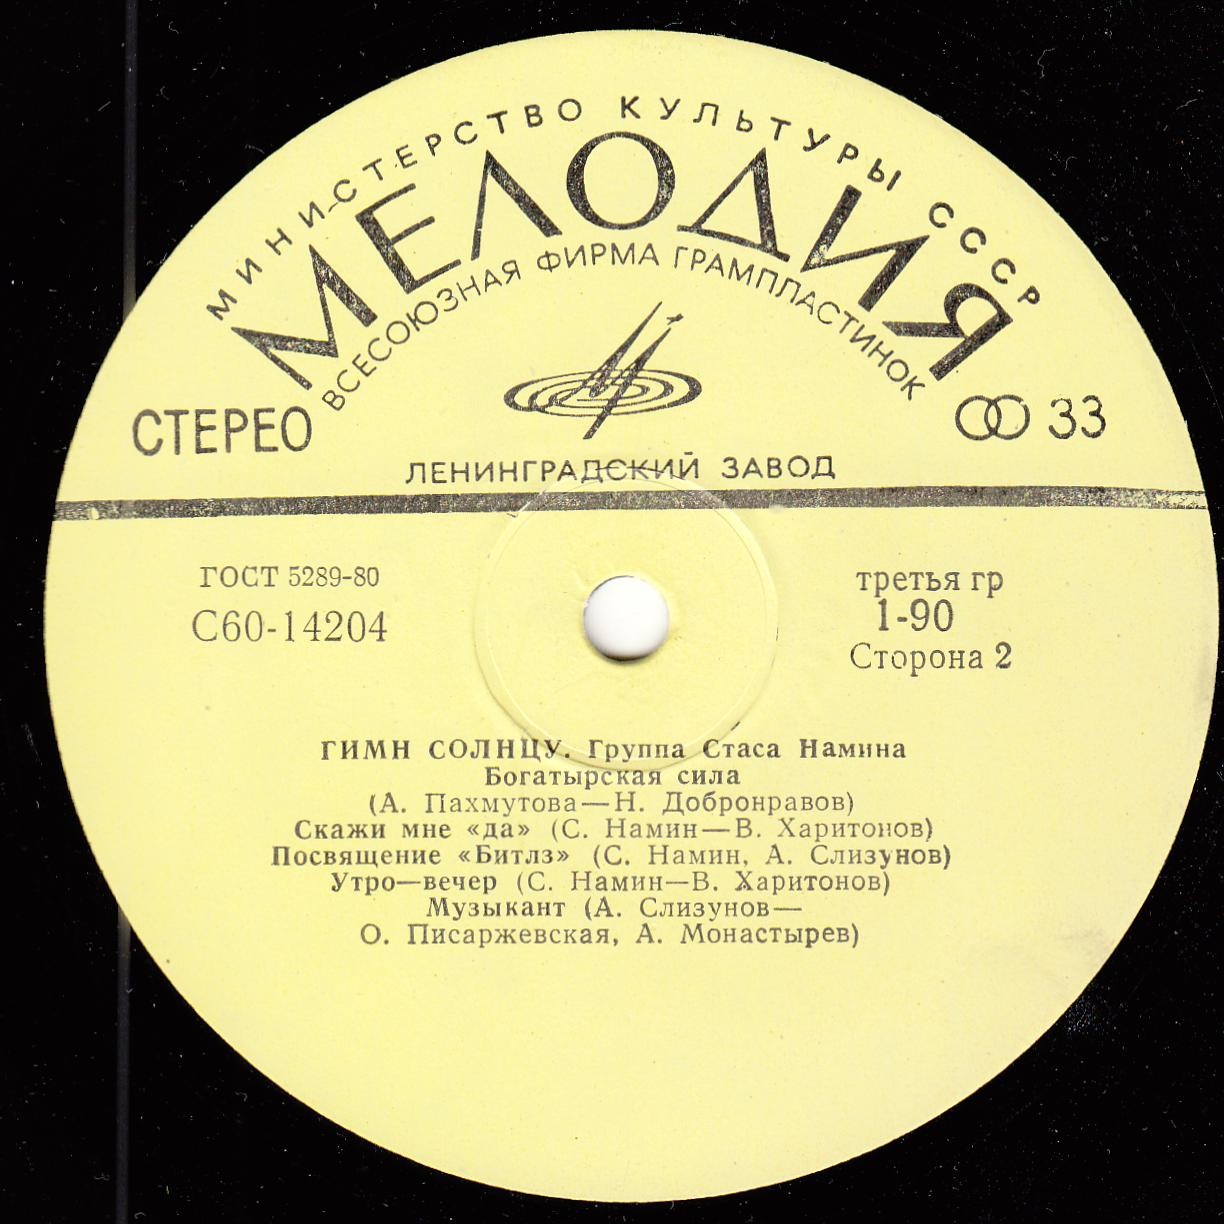 МИНИСТЕРСТВО КУЛЬТУРЫ СССР
МЕЛОДИЯ
ВСЕСОЮЗНАЯ ФИРМА ГРАМПЛАСТИНОК
СТЕРЕО
33
ЛЕНИНГРАДСКИЙ ЗАВОД
ГОСТ 5289-80
С60-14204
третья гр
1-90
Сторона 2
ГИМН СОЛНЦУ. Группа Стаса Намина
Богатырская сила
(А. Пахмутова—Н. Добронравов)
Скажи мне «да» (С. Намин—В. Харитонов)
Посвящение «Битлз» (С. Намин, А. Слизунов)
Утро—вечер (С. Намин—В. Харитонов)
Музыкант (А. Слизунов—
О. Писаржевская, А. Монастырев)